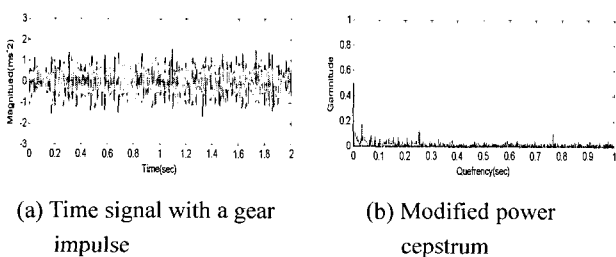 3
2
1
0
-1
-2
-3
Magnitued(ms^2)
0 0.2 0.4 0.6 0.8 1 1.2 1.4 1.6 1.8 2
Time(sec)
(a) Time signal with a gear
impulse
1
0.8
0.6
0.4
0.2
0
Gamnitude
0 0.1 0.2 0.3 0.4 0.5 0.6 0.7 0.8 0.9 1
Quefrency(sec)
(b) Modified power
cepstrum